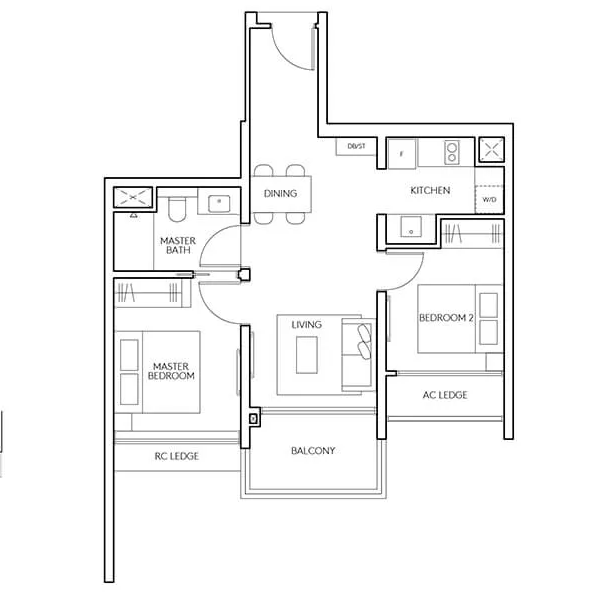 DB/ST
F
DINING
KITCHEN
W/D
MASTER
BATH
LIVING
BEDROOM 2
MASTER
BEDROOM
AC LEDGE
BALCONY
RC LEDGE